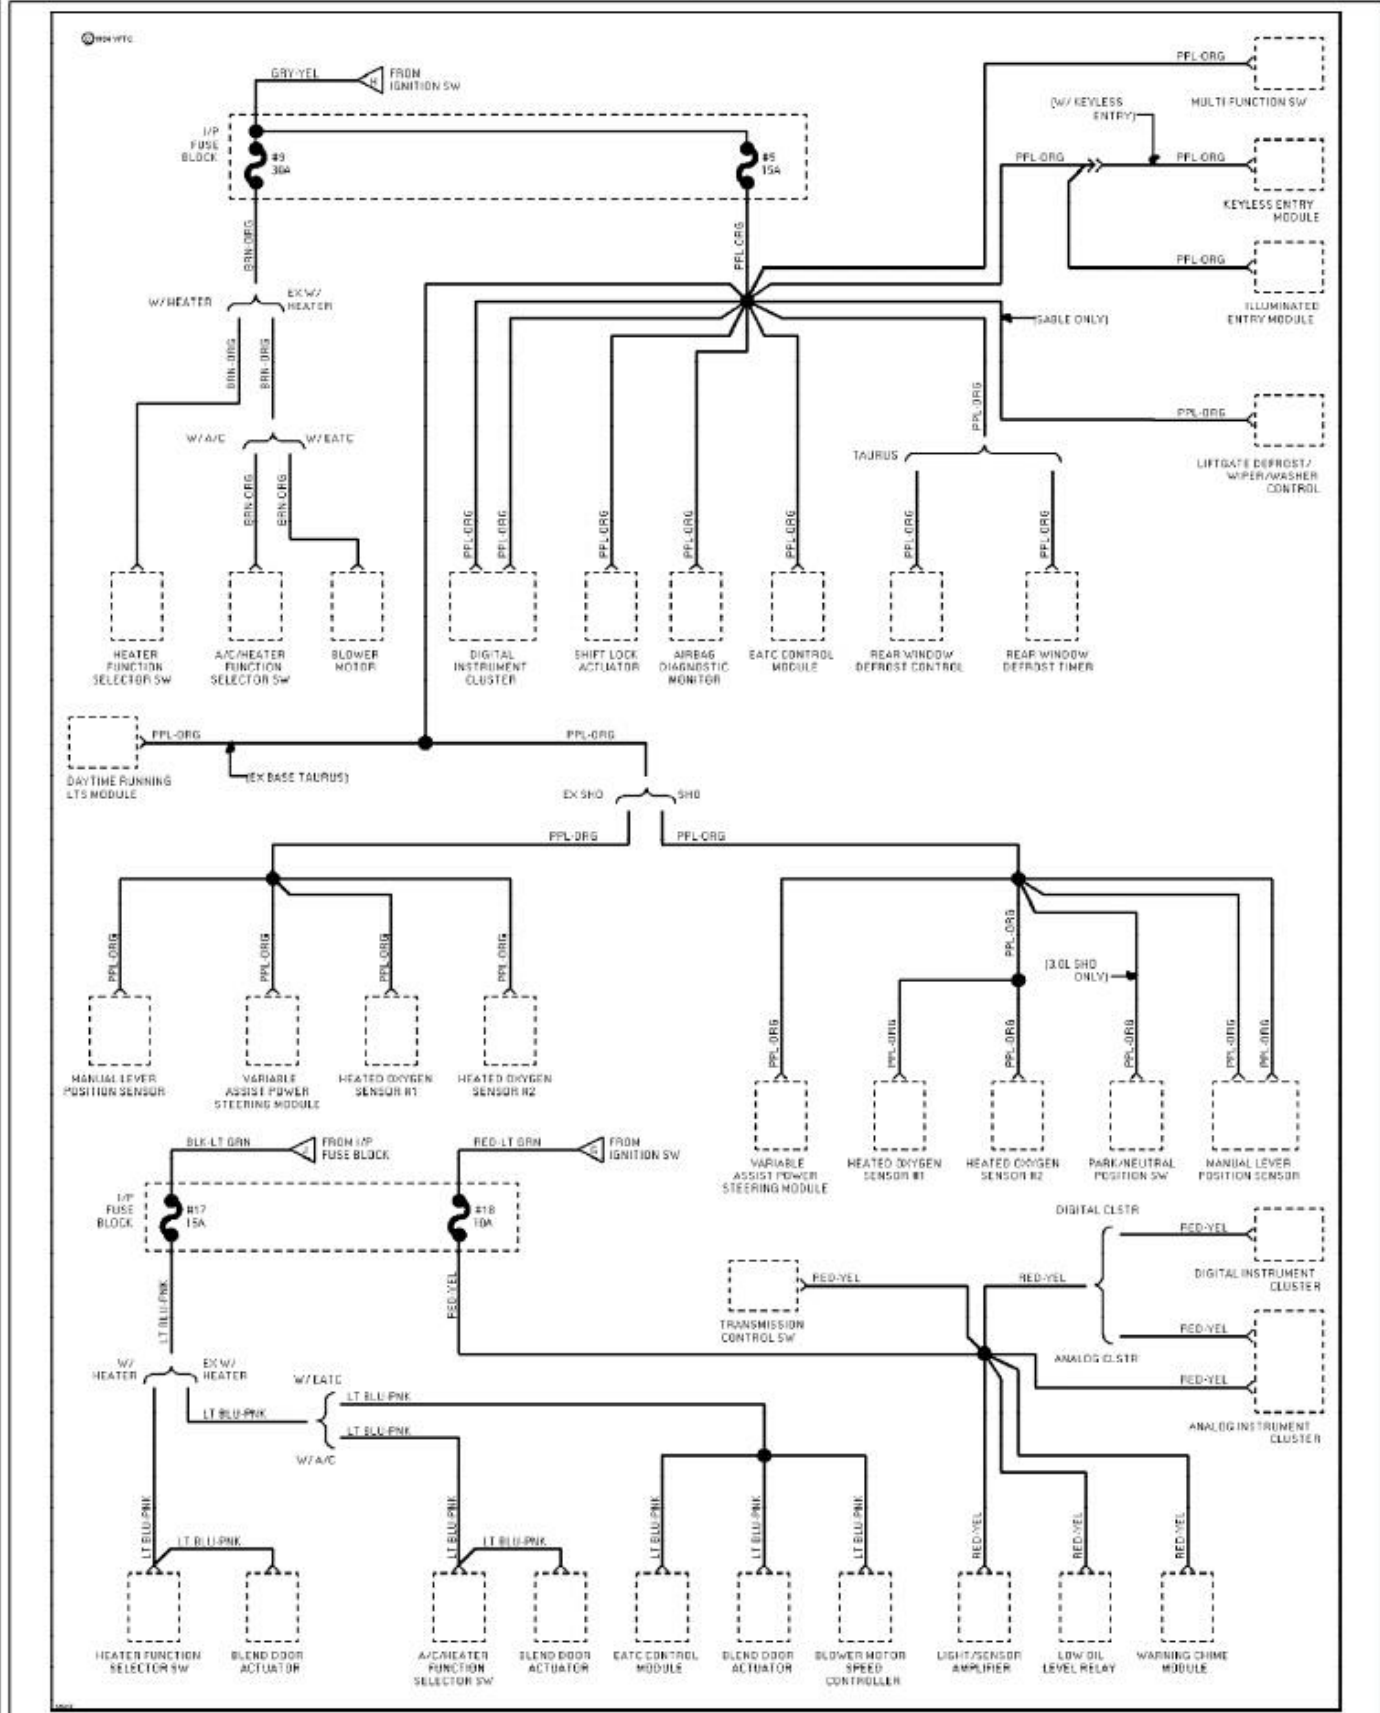 PPL-ORG
MULTI FUNCTION SW
GRY-YEL
H
FROM
IGNITION SW
(W/ KEYLESS
ENTRY)
I/P
FUSE
BLOCK
#9
30A
#5
15A
PPL-ORG
PPL-ORG
KEYLESS ENTRY
MODULE
BRN-ORG
PPL-ORG
PPL-ORG
ILLUMINATED
ENTRY MODULE
W/HEATER
EX W/
HEATER
(SABLE ONLY)
BRN-ORG
BRN-ORG
PPL-ORG
PPL-ORG
LIFTGATE DEFROST/
WIPER/WASHER
CONTROL
W/A/C
W/EATC
TAURUS
BRN-ORG
BRN-ORG
PPL-ORG
PPL-ORG
PPL-ORG
PPL-ORG
PPL-ORG
PPL-ORG
PPL-ORG
HEATER
FUNCTION
SELECTOR SW
A/C/HEATER
FUNCTION
SELECTOR SW
BLOWER
MOTOR
DIGITAL
INSTRUMENT
CLUSTER
SHIFT LOCK
ACTUATOR
AIRBAG
DIAGNOSTIC
MONITOR
EATC CONTROL
MODULE
REAR WINDOW
DEFROST CONTROL
REAR WINDOW
DEFROST TIMER
PPL-ORG
PPL-ORG
DAYTIME RUNNING
LTS MODULE
(EX BASE TAURUS)
EX SHO
SHO
PPL-ORG
PPL-ORG
PPL-ORG
PPL-ORG
PPL-ORG
PPL-ORG
PPL-ORG
(3.0L SHO
ONLY)
MANUAL LEVER
POSITION SENSOR
VARIABLE
ASSIST POWER
STEERING MODULE
HEATED OXYGEN
SENSOR #1
HEATED OXYGEN
SENSOR #2
PPL-ORG
PPL-ORG
PPL-ORG
PPL-ORG
PPL-ORG
PPL-ORG
VARIABLE
ASSIST POWER
STEERING MODULE
HEATED OXYGEN
SENSOR #1
HEATED OXYGEN
SENSOR #2
PARK/NEUTRAL
POSITION SW
MANUAL LEVER
POSITION SENSOR
BLK-LT GRN
FROM I/P
FUSE BLOCK
RED-LT GRN
FROM
IGNITION SW
I/P
FUSE
BLOCK
#17
15A
#18
10A
DIGITAL CLSTR
RED-YEL
DIGITAL INSTRUMENT
CLUSTER
LT BLU-PNK
RED-YEL
RED-YEL
TRANSMISSION
CONTROL SW
RED-YEL
ANALOG CLSTR
RED-YEL
RED-YEL
ANALOG INSTRUMENT
CLUSTER
W/
HEATER
EX W/
HEATER
W/EATC
LT BLU-PNK
LT BLU-PNK
LT BLU-PNK
W/A/C
LT BLU-PNK
LT BLU-PNK
LT BLU-PNK
LT BLU-PNK
LT BLU-PNK
LT BLU-PNK
LT BLU-PNK
RED-YEL
RED-YEL
RED-YEL
HEATER FUNCTION
SELECTOR SW
BLEND DOOR
ACTUATOR
A/C/HEATER
FUNCTION
SELECTOR SW
BLEND DOOR
ACTUATOR
EATC CONTROL
MODULE
BLEND DOOR
ACTUATOR
BLOWER MOTOR
SPEED
CONTROLLER
LIGHT/SENSOR
AMPLIFIER
LOW OIL
LEVEL RELAY
WARNING CHIME
MODULE